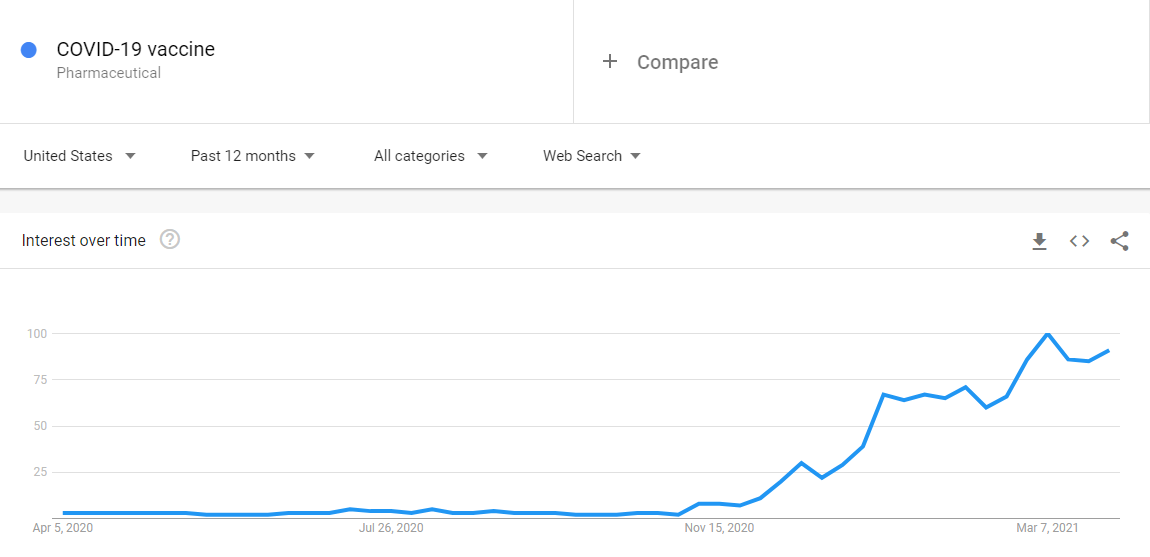 COVID-19 vaccine
Pharmaceutical
+ Compare
United States
Past 12 months
All categories
Web Search
Interest over time ?
100
75
50
25
Apr 5, 2020
Jul 26, 2020
Nov 15, 2020
Mar 7, 2021